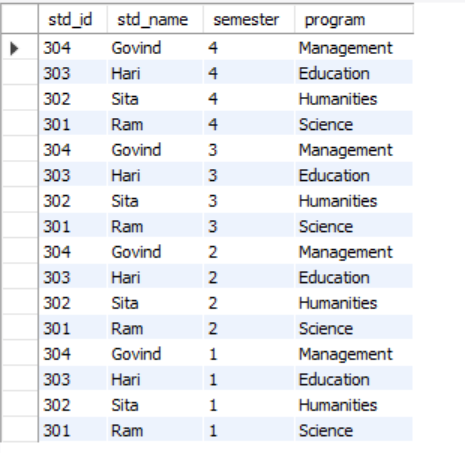 std_id std_name semester program
304 Govind 4 Management
303 Hari 4 Education
302 Sita 4 Humanities
301 Ram 4 Science
304 Govind 3 Management
303 Hari 3 Education
302 Sita 3 Humanities
301 Ram 3 Science
304 Govind 2 Management
303 Hari 2 Education
302 Sita 2 Humanities
301 Ram 2 Science
304 Govind 1 Management
303 Hari 1 Education
302 Sita 1 Humanities
301 Ram 1 Science